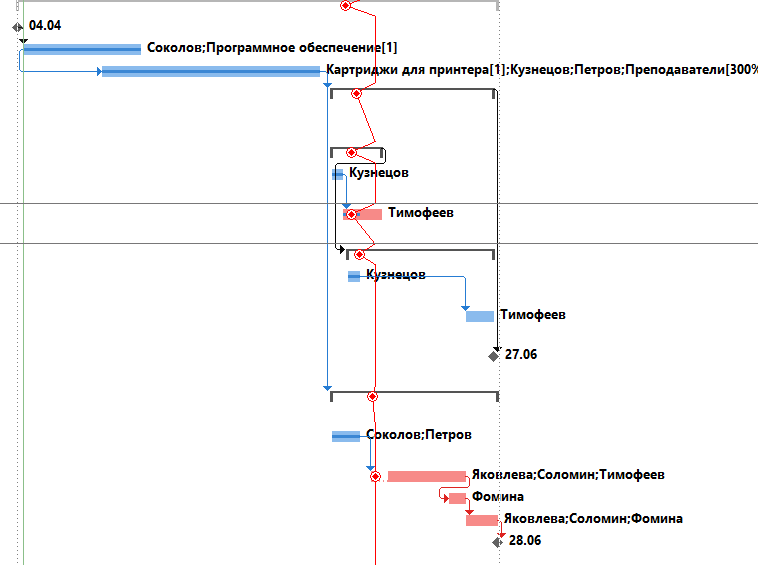 04.04
Соколов;Программное обеспечение[1]
Картриджи для принтера[1];Кузнецов;Петров;Преподаватели[300%
Кузнецов
Тимофеев
Кузнецов
Тимофеев
27.06
Соколов;Петров
Яковлева;Соломин;Тимофеев
Фомина
Яковлева;Соломин;Фомина
28.06